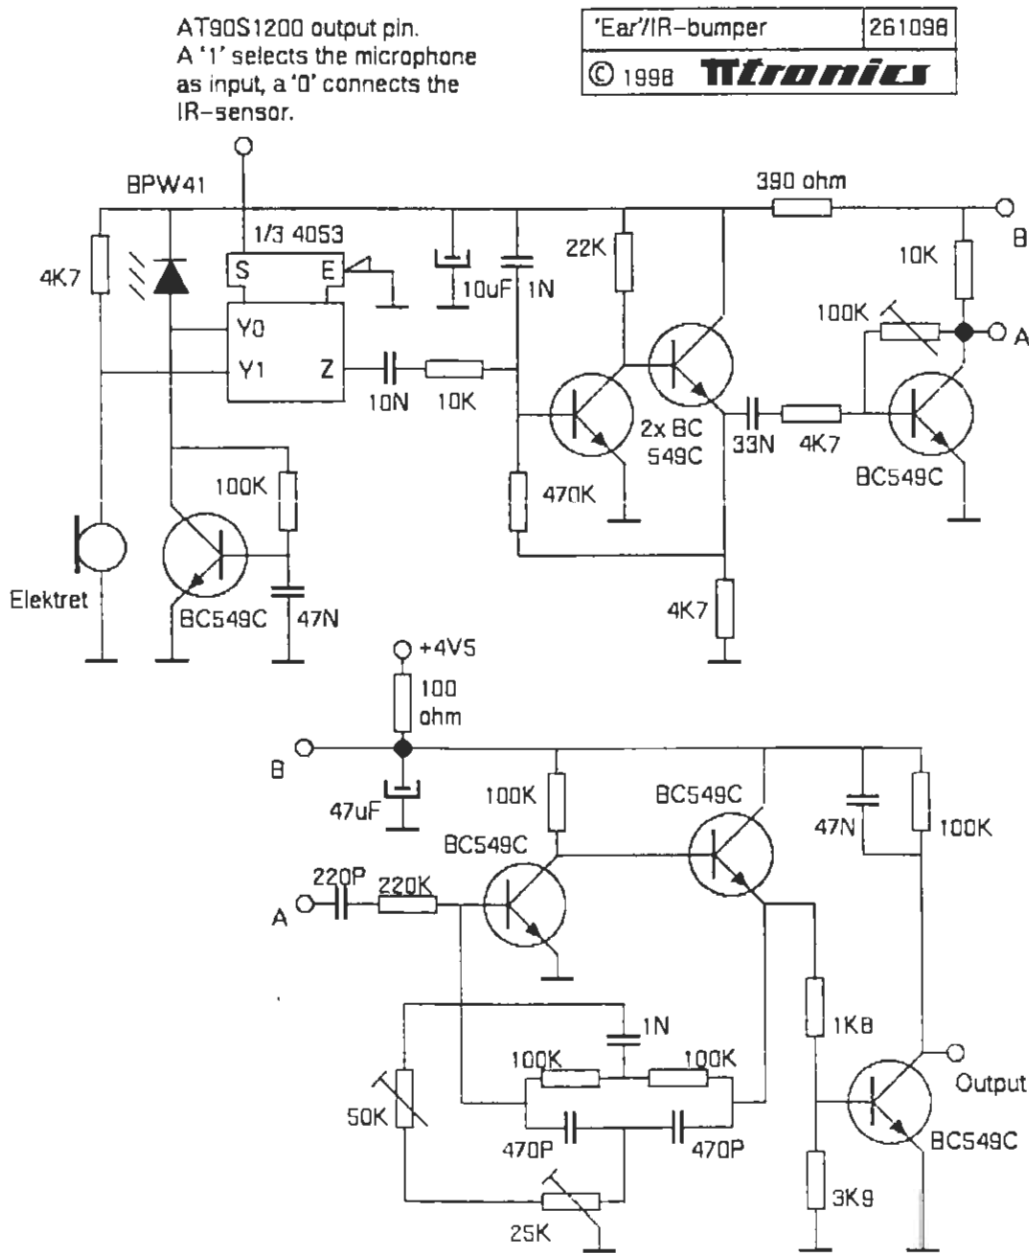 AT90S1200 output pin.
A '1' selects the microphone
as input, a '0' connects the
IR-sensor.
'Ear'/IR-bumper 261098
© 1998 TTtronics
BPW41
390 ohm
B
1/3 4053
4K7
S E
22K
10K
10uF 1N
100K
Y0
A
Y1 Z
10N 10K
2x BC
549C
33N 4K7
BC549C
100K
470K
Elektret
BC549C 47N
4K7
+4V5
100
ohm
B
100K
BC549C
47uF
47N
100K
BC549C
220P
220K
A
1N
1K8
100K 100K
50K
Output
470P 470P
BC549C
3K9
25K